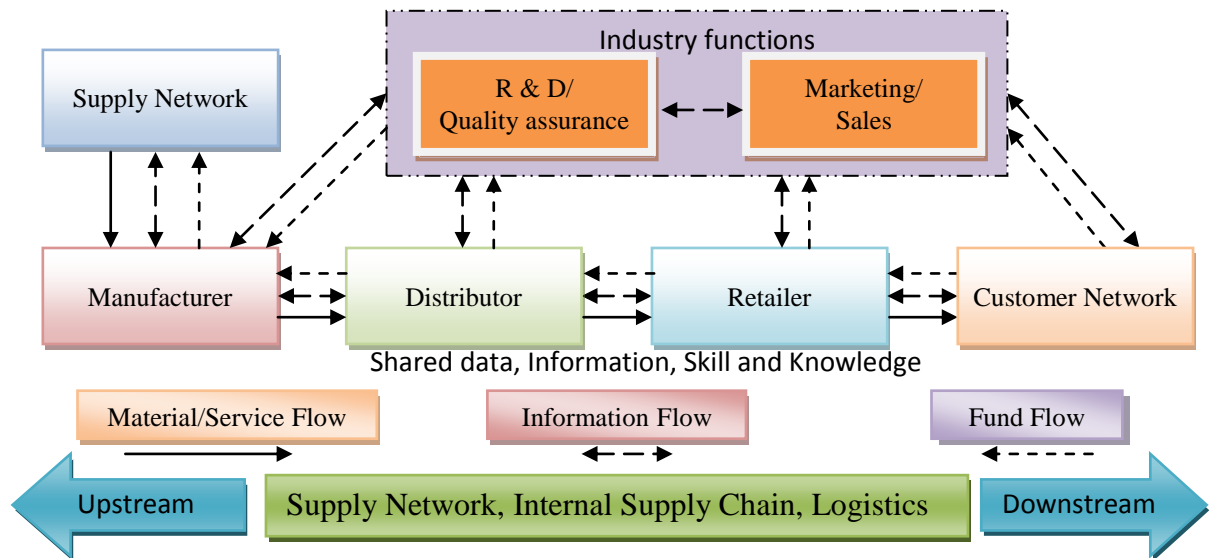 Industry functions
Supply Network
R & D/
Quality assurance
Marketing/
Sales
Manufacturer
Distributor
Retailer
Customer Network
Shared data, Information, Skill and Knowledge
Material/Service Flow
Information Flow
Fund Flow
Upstream
Supply Network, Internal Supply Chain, Logistics
Downstream